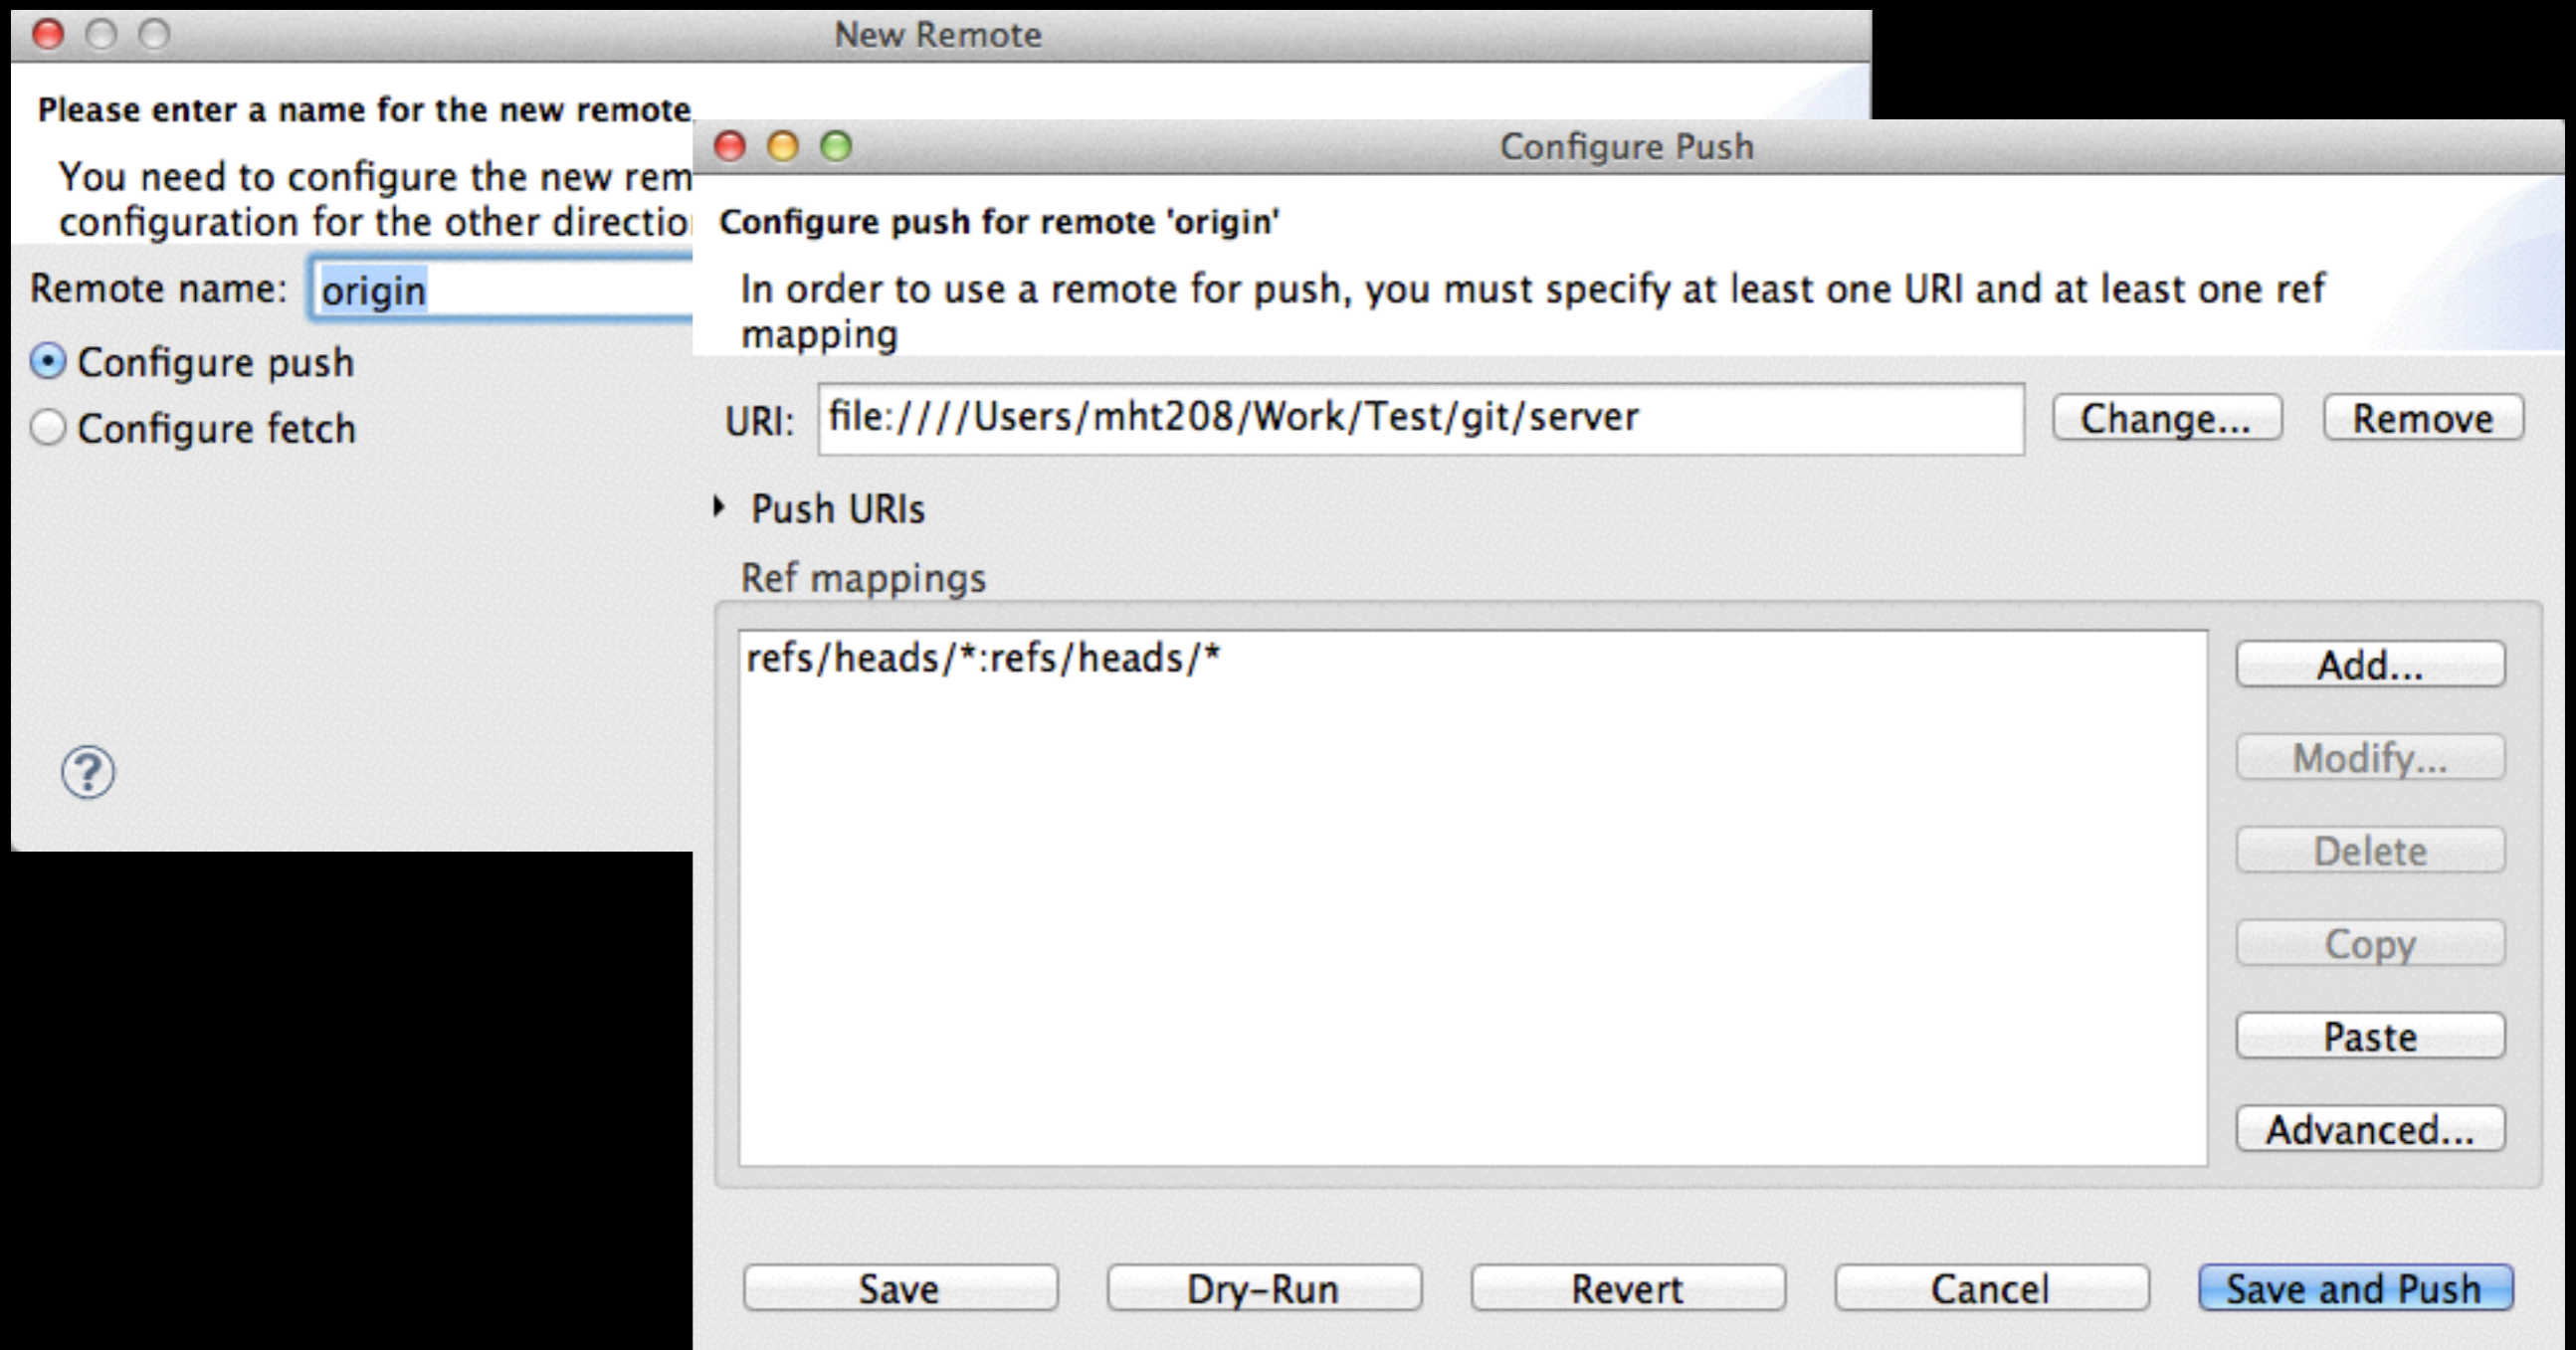 New Remote
Please enter a name for the new remote
You need to configure the new rem
configuration for the other direction
Remote name: origin
Configure push
Configure fetch
?
Configure Push
Configure push for remote 'origin'
In order to use a remote for push, you must specify at least one URI and at least one ref
mapping
URI: file:////Users/mht208/Work/Test/git/server
Change...
Remove
Push URIs
Ref mappings
refs/heads/*:refs/heads/*
Add...
Modify...
Delete
Copy
Paste
Advanced...
Save
Dry-Run
Revert
Cancel
Save and Push